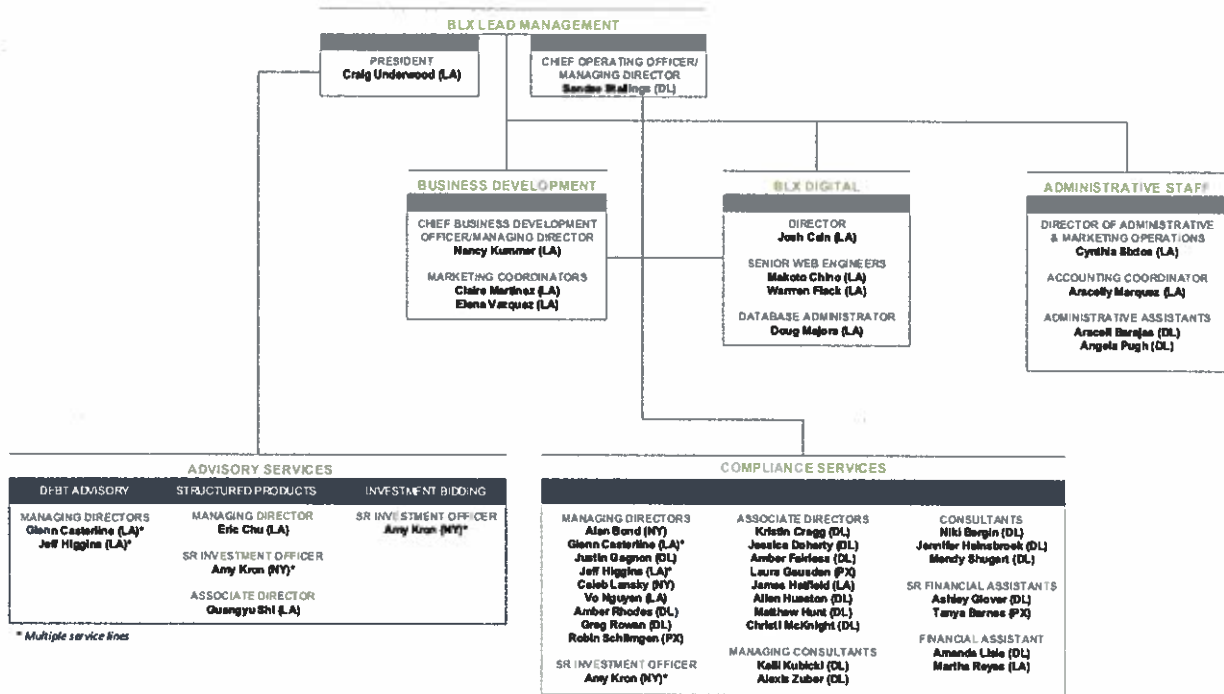 BLX LEAD MANAGEMENT
PRESIDENT
Craig Underwood (LA)
CHIEF OPERATING OFFICER/
MANAGING DIRECTOR
Sandee Stallings (DL)
BUSINESS DEVELOPMENT
CHIEF BUSINESS DEVELOPMENT
OFFICER/MANAGING DIRECTOR
Nancy Kummer (LA)
MARKETING COORDINATORS
Claire Martinez (LA)
Elena Vazquez (LA)
BLX DIGITAL
DIRECTOR
Josh Cain (LA)
SENIOR WEB ENGINEERS
Makoto Chino (LA)
Warren Flack (LA)
DATABASE ADMINISTRATOR
Doug Majors (LA)
ADMINISTRATIVE STAFF
DIRECTOR OF ADMINISTRATIVE
& MARKETING OPERATIONS
Cynthia Sixtos (LA)
ACCOUNTING COORDINATOR
Aracelly Marquez (LA)
ADMINISTRATIVE ASSISTANTS
Araceli Barajas (DL)
Angela Pugh (DL)
ADVISORY SERVICES
DEBT ADVISORY
MANAGING DIRECTORS
Glenn Casterline (LA)*
Jeff Higgins (LA)*
STRUCTURED PRODUCTS
MANAGING DIRECTOR
Eric Chu (LA)
SR INVESTMENT OFFICER
Amy Kron (NY)*
ASSOCIATE DIRECTOR
Guangyu Shi (LA)
INVESTMENT BIDDING
SR INVESTMENT OFFICER
Amy Kron (NY)*
* Multiple service lines
COMPLIANCE SERVICES
MANAGING DIRECTORS
Alan Bond (NY)
Glenn Casterline (LA)*
Justin Gagnon (DL)
Jeff Higgins (LA)*
Caleb Lansky (NY)
Vo Nguyen (LA)
Amber Rhodes (DL)
Greg Rowan (DL)
Robin Schlimgen (PX)
SR INVESTMENT OFFICER
Amy Kron (NY)*
ASSOCIATE DIRECTORS
Kristin Cragg (DL)
Jessica Doherty (DL)
Amber Fairless (DL)
Laura (PX)
James Hatfield (LA)
Allen Huseton (DL)
Matthew Hunt (DL)
Christi McKnight (DL)
MANAGING CONSULTANTS
Kelli Kubicki (DL)
Alexis Zuber (DL)
CONSULTANTS
Niki Bergin (DL)
Jennifer Heinsbroek (DL)
Mendy Shugart (DL)
SR FINANCIAL ASSISTANTS
Ashley Glover (DL)
Tanya Barnes (PX)
FINANCIAL ASSISTANT
Amanda Lisle (DL)
Martha Reyes (LA)